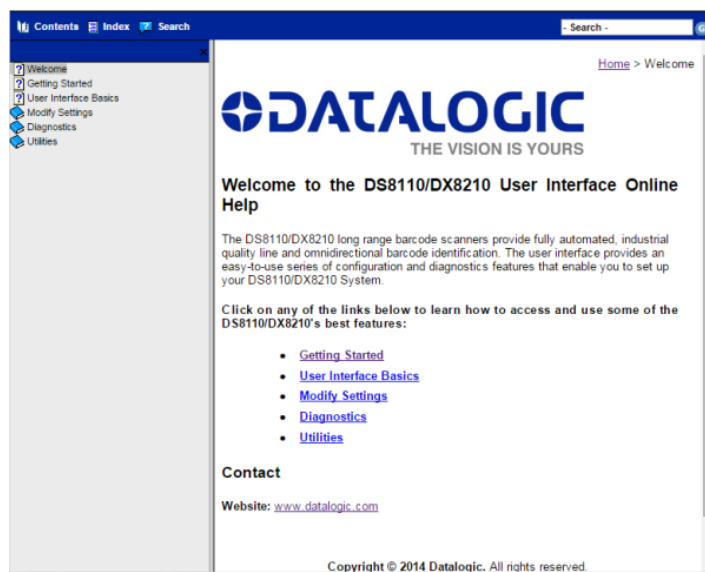 Contents Index Search
- Search -
Welcome
Getting Started
User Interface Basics
Modify Settings
Diagnostics
Utilities
Home > Welcome
DATALOGIC
THE VISION IS YOURS
Welcome to the DS8110/DX8210 User Interface Online
Help
The DS8110/DX8210 long range barcode scanners provide fully automated, industrial
quality line and omnidirectional barcode identification. The user interface provides an
easy-to-use series of configuration and diagnostics features that enable you to set up
your DS8110/DX8210 System.
Click on any of the links below to learn how to access and use some of the
DS8110/DX8210's best features:
• Getting Started
• User Interface Basics
• Modify Settings
• Diagnostics
• Utilities
Contact
Website: www.datalogic.com
Copyright © 2014 Datalogic. All rights reserved.